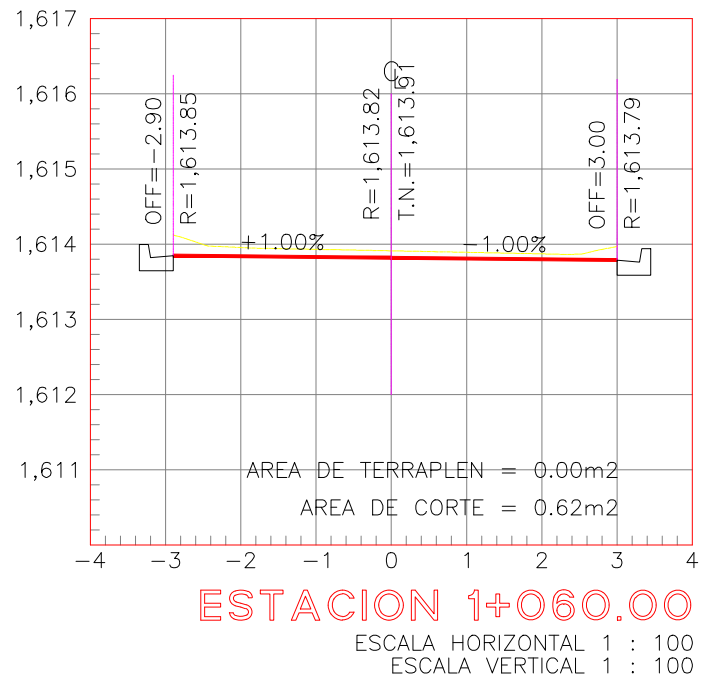 1,617
1,616
1,615
1,614
1,613
1,612
1,611
OFF=-2.90
R=1,613.85
R=1,613.82
T.N.=1,613.91
CL
OFF=3.00
R=1,613.79
+1.00%
-1.00%
AREA DE TERRAPLEN = 0.00m2
AREA DE CORTE = 0.62m2
-4 -3 -2 -1 0 1 2 3 4
ESTACION 1+060.00
ESCALA HORIZONTAL 1 : 100
ESCALA VERTICAL 1 : 100